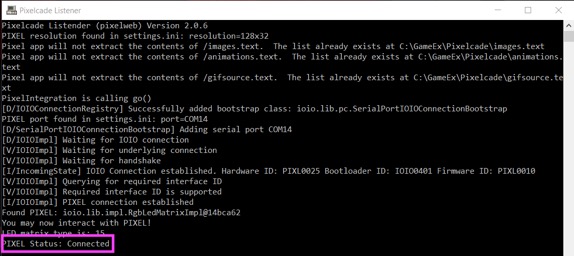 Pixelcade Listener
Pixelcade Listender (pixelweb) Version 2.0.6
PIXEL resolution found in settings.ini: resolution=128x32
Pixel app will not extract the contents of /images.text.  The list already exists at C:\GameEx\Pixelcade\images.text
Pixel app will not extract the contents of /animations.text.  The list already exists at C:\GameEx\Pixelcade\animations.
text
Pixel app will not extract the contents of /gifsource.text.  The list already exists at C:\GameEx\Pixelcade\gifsource.te
xt
PixelIntegration is calling go()
[D/IOIOConnectionRegistry] Successfully added bootstrap class: ioio.lib.pc.SerialPortIOIOConnectionBootstrap
PIXEL port found in settings.ini: port=COM14
[D/SerialPortIOIOConnectionBootstrap] Adding serial port COM14
[D/IOIOImpl] Waiting for IOIO connection
[V/IOIOImpl] Waiting for underlying connection
[V/IOIOImpl] Waiting for handshake
[I/IncomingState] IOIO Connection established. Hardware ID: PIXL0025 Bootloader ID: IOIO0401 Firmware ID: PIXL0010
[V/IOIOImpl] Querying for required interface ID
[V/IOIOImpl] Required interface ID is supported
[I/IOIOImpl] PIXEL connection established
Found PIXEL: ioio.lib.impl.RgbLedMatrixImpl@14bca62
You may now interact with PIXEL!
LED matrix type is: 15
PIXEL Status: Connected